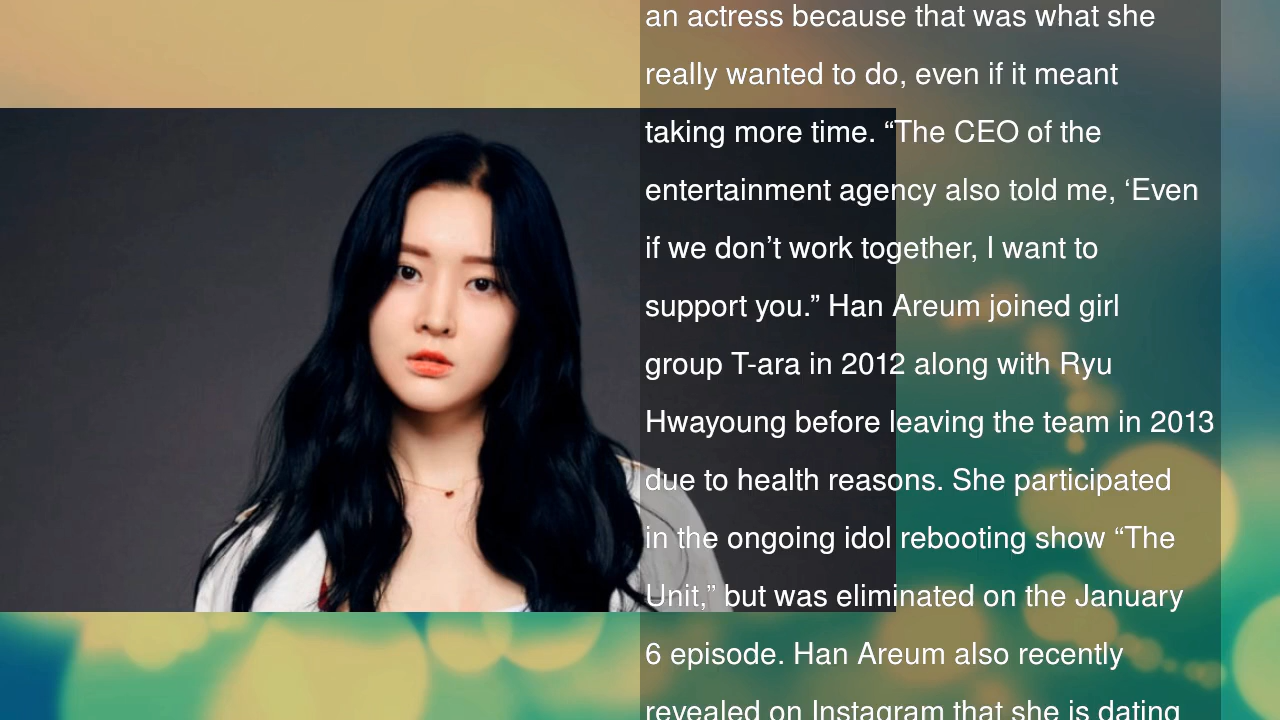 an actress because that was what she
really wanted to do, even if it meant
taking more time. “The CEO of the
entertainment agency also told me, ‘Even
if we don’t work together, I want to
support you.” Han Areum joined girl
group T-ara in 2012 along with Ryu
Hwayoung before leaving the team in 2013
due to health reasons. She participated
in the ongoing idol rebooting show “The
Unit,” but was eliminated on the January
6 episode. Han Areum also recently
revealed on Instagram that she is dating